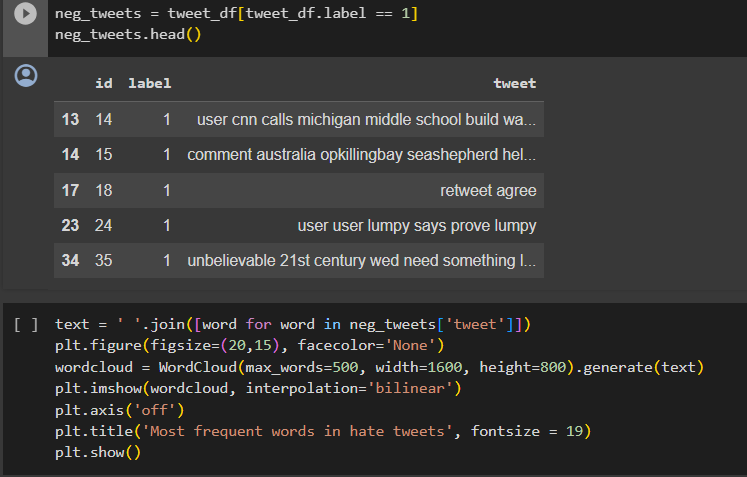 neg_tweets = tweet_df[tweet_df.label == 1]
neg_tweets.head()
id label tweet
13 14 1 user cnn calls michigan middle school build wa...
14 15 1 comment australia opkillingbay seashepherd hel...
17 18 1 retweet agree
23 24 1 user user lumpy says prove lumpy
34 35 1 unbelievable 21st century wed need something l...
[ ] text = ' '.join([word for word in neg_tweets['tweet']])
plt.figure(figsize=(20,15), facecolor='None')
wordcloud = WordCloud(max_words=500, width=1600, height=800).generate(text)
plt.imshow(wordcloud, interpolation='bilinear')
plt.axis('off')
plt.title('Most frequent words in hate tweets', fontsize = 19)
plt.show()